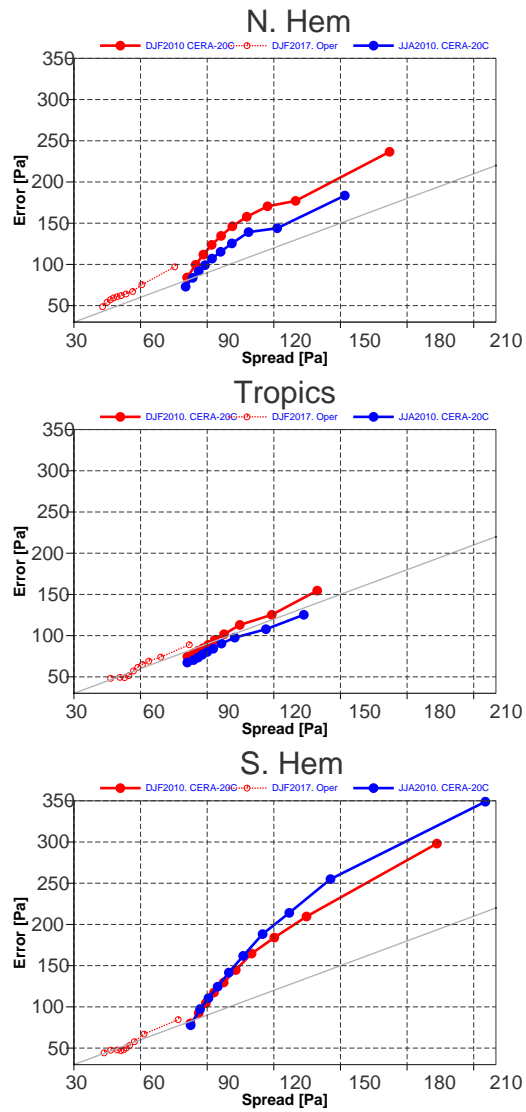 N. Hem
DJF2010 CERA-20C DJF2017. Oper JJA2010. CERA-20C
350
300
250
200
150
100
50
Error [Pa]
30 60 90 120 150 180 210
Spread [Pa]
Tropics
DJF2010. CERA-20C DJF2017. Oper JJA2010. CERA-20C
350
300
250
200
150
100
50
Error [Pa]
30 60 90 120 150 180 210
Spread [Pa]
S. Hem
DJF2010. CERA-20C DJF2017. Oper JJA2010. CERA-20C
350
300
250
200
150
100
50
Error [Pa]
30 60 90 120 150 180 210
Spread [Pa]